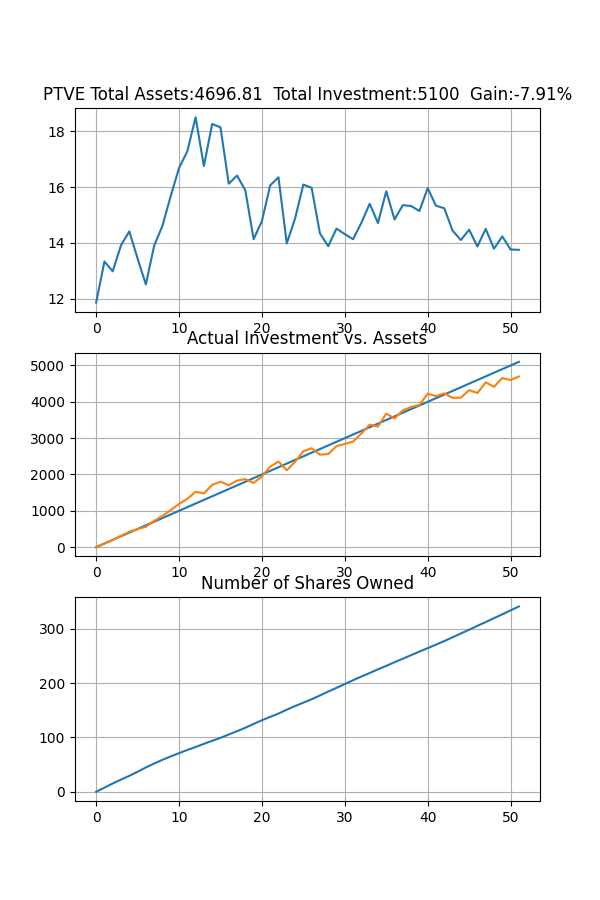 PTVE Total Assets:4696.81  Total Investment:5100  Gain:-7.91%
18
16
14
12
0 10 20 30 40 50
Actual Investment vs. Assets
5000
4000
3000
2000
1000
0
0 10 20 30 40 50
Number of Shares Owned
300
200
100
0
0 10 20 30 40 50